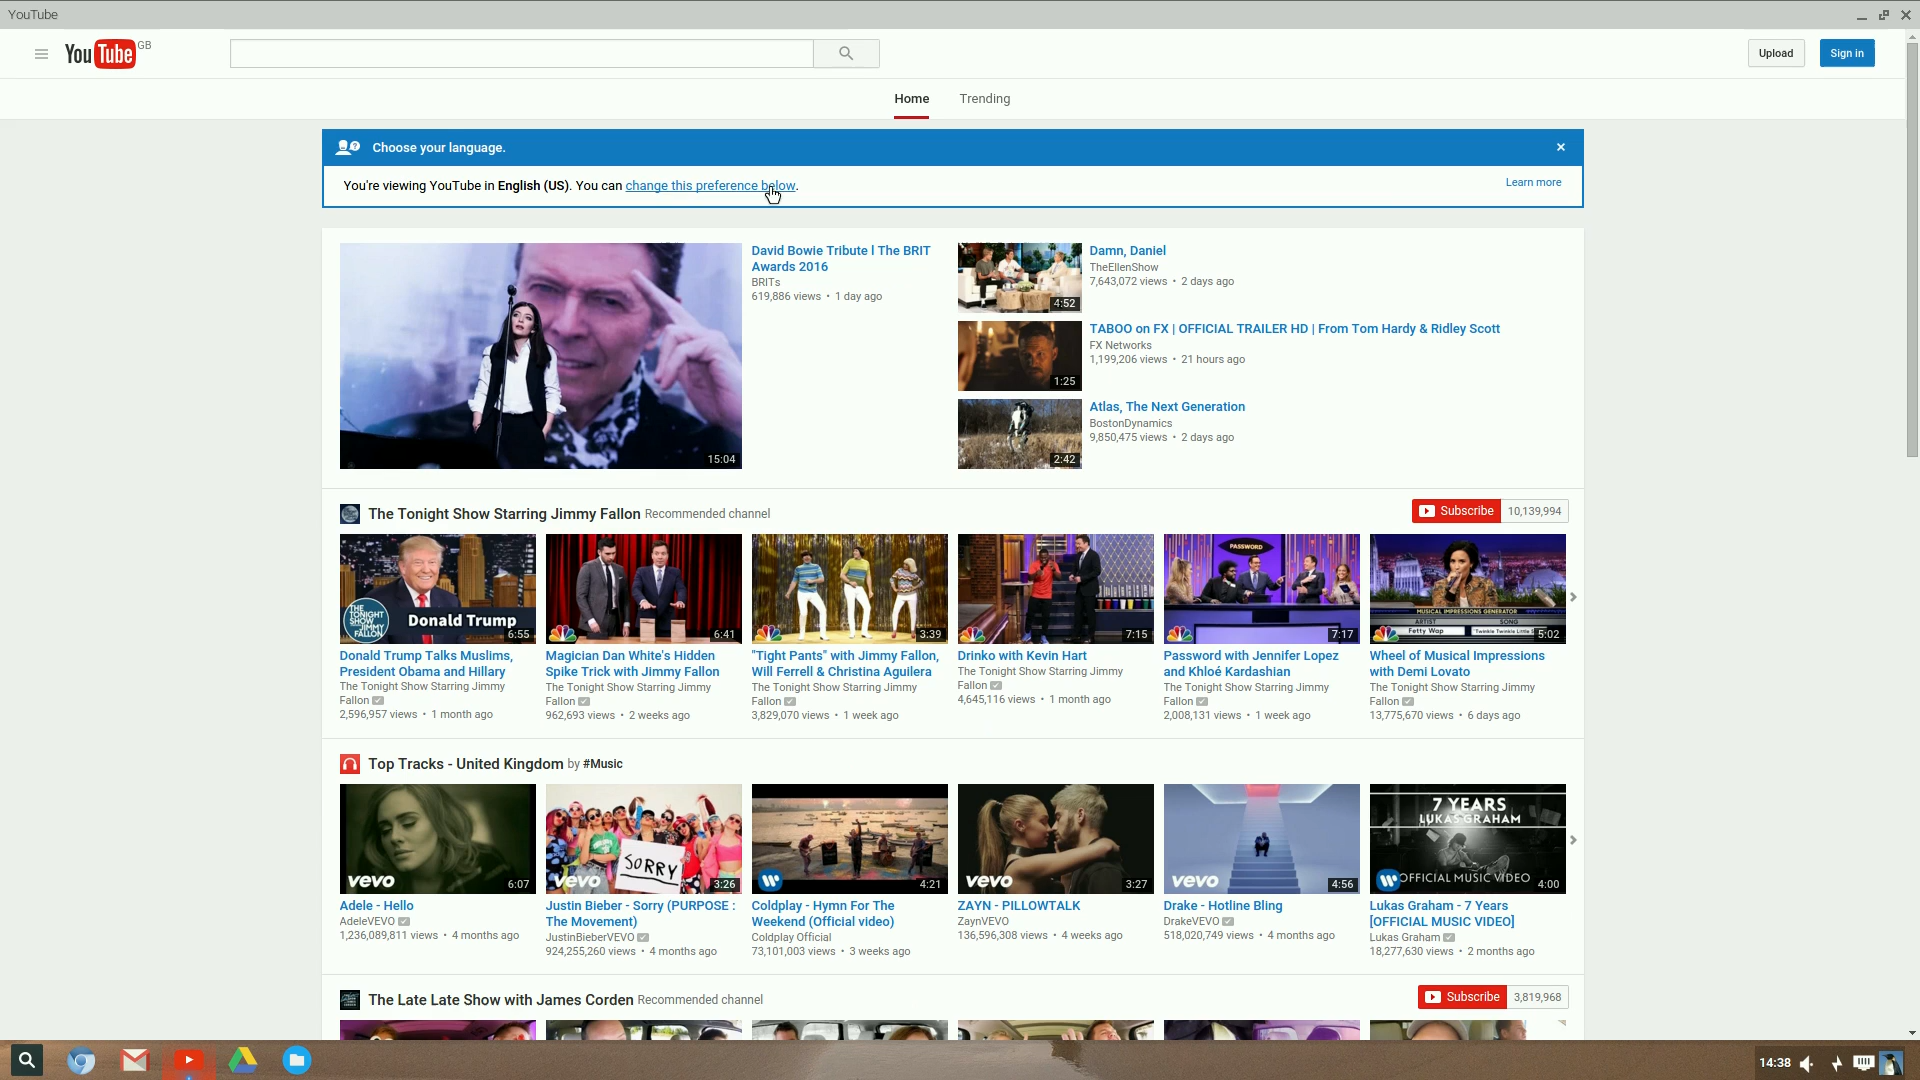 YouTube
YouTube GB
Upload
Sign in
Home
Trending
Choose your language.
You're viewing YouTube in English (US). You can change this preference below.
Learn more
15:04
David Bowie Tribute l The BRIT
Awards 2016
BRITs
619,886 views • 1 day ago
4:52
Damn, Daniel
TheEllenShow
7,643,072 views • 2 days ago
1:25
TABOO on FX | OFFICIAL TRAILER HD | From Tom Hardy & Ridley Scott
FX Networks
1,199,206 views • 21 hours ago
2:42
Atlas, The Next Generation
BostonDynamics
9,850,475 views • 2 days ago
The Tonight Show Starring Jimmy Fallon Recommended channel
Subscribe 10,139,994
THE
TONIGHT
SHOW
JIMMY
FALLON
Donald Trump
6:55
Donald Trump Talks Muslims,
President Obama and Hillary
The Tonight Show Starring Jimmy
Fallon
2,596,957 views • 1 month ago
6:41
Magician Dan White's Hidden
Spike Trick with Jimmy Fallon
The Tonight Show Starring Jimmy
Fallon
962,693 views • 2 weeks ago
3:39
"Tight Pants" with Jimmy Fallon,
Will Ferrell & Christina Aguilera
The Tonight Show Starring Jimmy
Fallon
3,829,070 views • 1 week ago
7:15
Drinko with Kevin Hart
The Tonight Show Starring Jimmy
Fallon
4,645,116 views • 1 month ago
PASSWORD
7:17
Password with Jennifer Lopez
and Khloé Kardashian
The Tonight Show Starring Jimmy
Fallon
2,008,131 views • 1 week ago
MUSICAL IMPRESSIONS GENERATOR
ARTIST SONG
Fetty Wap Twinkle Twinkle Little
5:02
Wheel of Musical Impressions
with Demi Lovato
The Tonight Show Starring Jimmy
Fallon
13,775,670 views • 6 days ago
Top Tracks - United Kingdom by #Music
vevo 6:07
Adele - Hello
AdeleVEVO
1,236,089,811 views • 4 months ago
SORRY
vevo 3:26
Justin Bieber - Sorry (PURPOSE :
The Movement)
JustinBieberVEVO
924,255,260 views • 4 months ago
4:21
Coldplay - Hymn For The
Weekend (Official video)
Coldplay Official
73,101,003 views • 3 weeks ago
vevo 3:27
ZAYN - PILLOWTALK
ZaynVEVO
136,596,308 views • 4 weeks ago
vevo 4:56
Drake - Hotline Bling
DrakeVEVO
518,020,749 views • 4 months ago
7 YEARS
LUKAS GRAHAM
OFFICIAL MUSIC VIDEO
4:00
Lukas Graham - 7 Years
[OFFICIAL MUSIC VIDEO]
Lukas Graham
18,277,630 views • 2 months ago
The Late Late Show with James Corden Recommended channel
Subscribe 3,819,968
14:38